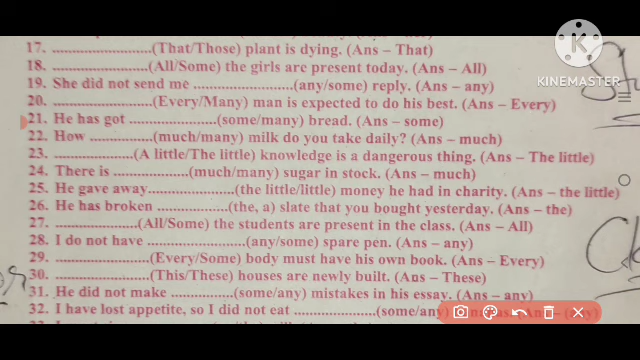 17. ........................(That/Those) plant is dying. (Ans – That)
18. .......................(All/Some) the girls are present today. (Ans – All)
19. She did not send me ........................(any/some) reply. (Ans – any)
20. ........................(Every/Many) man is expected to do his best. (Ans – Every)
21. He has got .....................(some/many) bread. (Ans – some)
22. How ......................(much/many) milk do you take daily? (Ans – much)
23. ....................(A little/The little) knowledge is a dangerous thing. (Ans – The little)
24. There is ..................(much/many) sugar in stock. (Ans – much)
25. He gave away.....................(the little/little) money he had in charity. (Ans – the little)
26. He has broken ....................(the, a) slate that you bought yesterday. (Ans – the)
27. .....................(All/Some) the students are present in the class. (Ans – All)
28. I do not have ........................(any/some) spare pen. (Ans – any)
29. .......................(Every/Some) body must have his own book. (Ans – Every)
30. .......................(This/These) houses are newly built. (Ans – These)
31. He did not make ...............(some/any) mistakes in his essay. (Ans – any)
32. I have lost appetite, so I did not eat ....................(some/any)
K
KINEMASTER